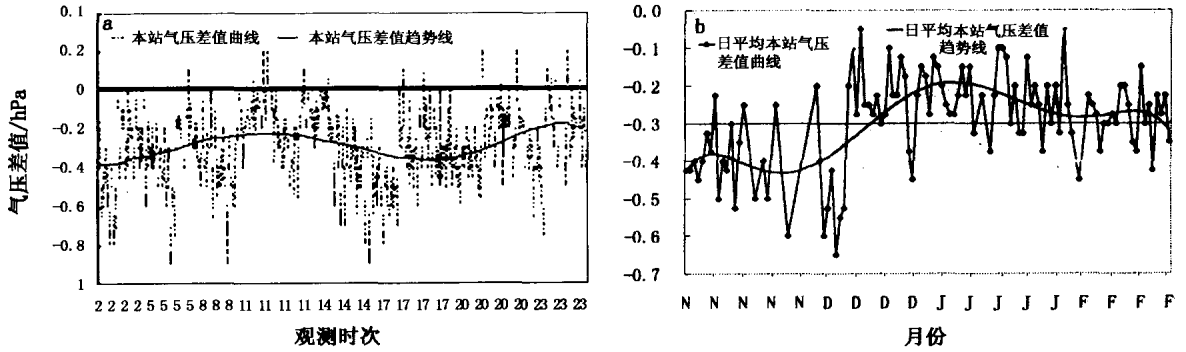 0.1
0.2
0
-0.2
-0.4
-0.6
-0.8
1
a
本站气压差值曲线 本站气压差值趋势线
气压差值/hPa
2 2 2 2 5 5 5 5 8 8 8 11 11 11 11 14 14 14 17 17 17 20 20 20 20 23 23 23
观测时次
0.0
-0.1
-0.2
-0.3
-0.4
-0.5
-0.6
-0.7
b
日平均本站气压
差值曲线
日平均本站气压差值
趋势线
N N N N N D D D D J J J J J F F F F
月份